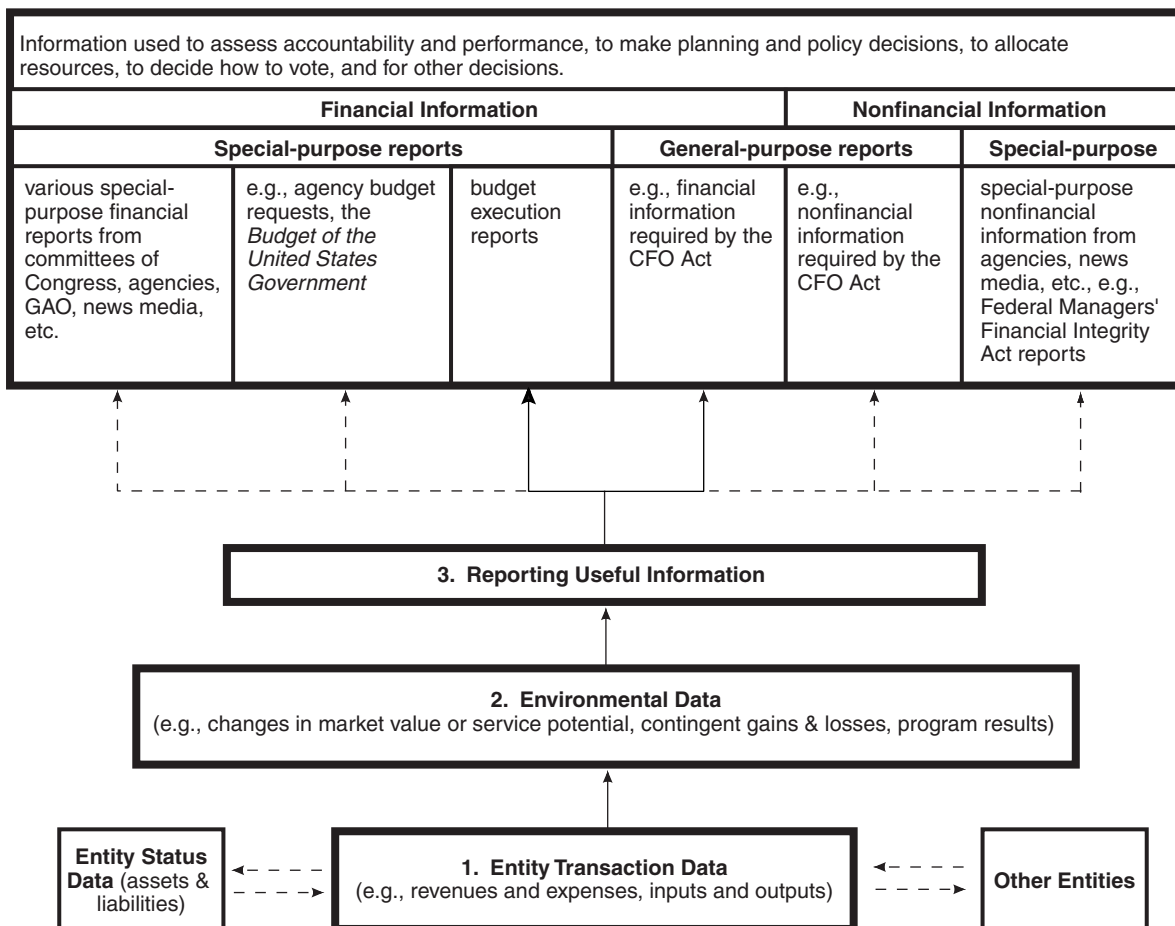 Information used to assess accountability and performance, to make planning and policy decisions, to allocate
resources, to decide how to vote, and for other decisions.
Financial Information
Nonfinancial Information
Special-purpose reports
General-purpose reports
Special-purpose
various special-
purpose financial
reports from
committees of
Congress, agencies,
GAO, news media,
etc.
e.g., agency budget
requests, the
Budget of the
United States
Government
budget
execution
reports
e.g., financial
information
required by the
CFO Act
e.g.,
nonfinancial
information
required by the
CFO Act
special-purpose
nonfinancial
information from
agencies, news
media, etc., e.g.,
Federal Managers'
Financial Integrity
Act reports
3. Reporting Useful Information
2. Environmental Data
(e.g., changes in market value or service potential, contingent gains & losses, program results)
Entity Status
Data (assets &
liabilities)
1. Entity Transaction Data
(e.g., revenues and expenses, inputs and outputs)
Other Entities